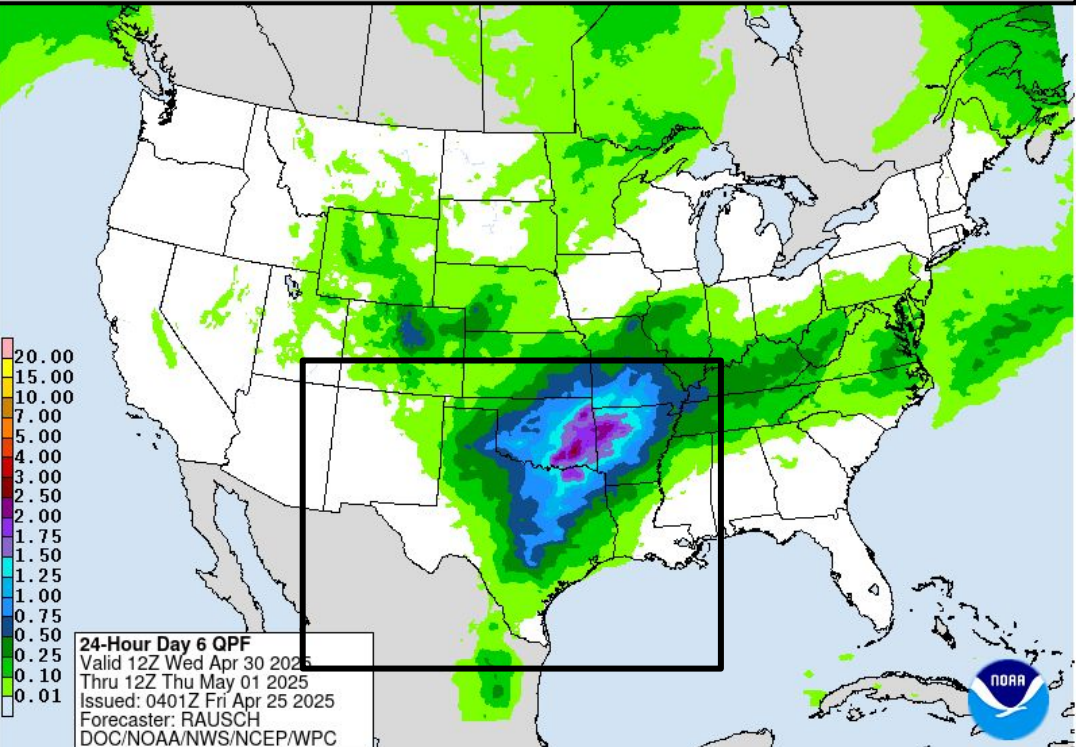 20.00
15.00
10.00
7.00
5.00
4.00
3.00
2.50
2.00
1.75
1.50
1.25
1.00
0.75
0.50
0.25
0.10
0.01
24-Hour Day 6 QPF
Valid 12Z Wed Apr 30 2025
Thru 12Z Thu May 01 2025
Issued: 0401Z Fri Apr 25 2025
Forecaster: RAUSCH
DOC/NOAA/NWS/NCEP/WPC
NOAA